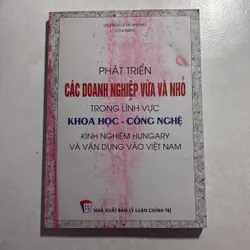 PHÁT TRIỂN
CÁC DOANH NGHIỆP VỪA VÀ NHỎ
TRONG LĨNH VỰC
KHOA HỌC - CÔNG NGHỆ
KINH NGHIỆM HUNGARY
VÀ VẬN DỤNG VÀO VIỆT NAM
NHÀ XUẤT BẢN LÝ LUẬN CHÍNH TRỊ